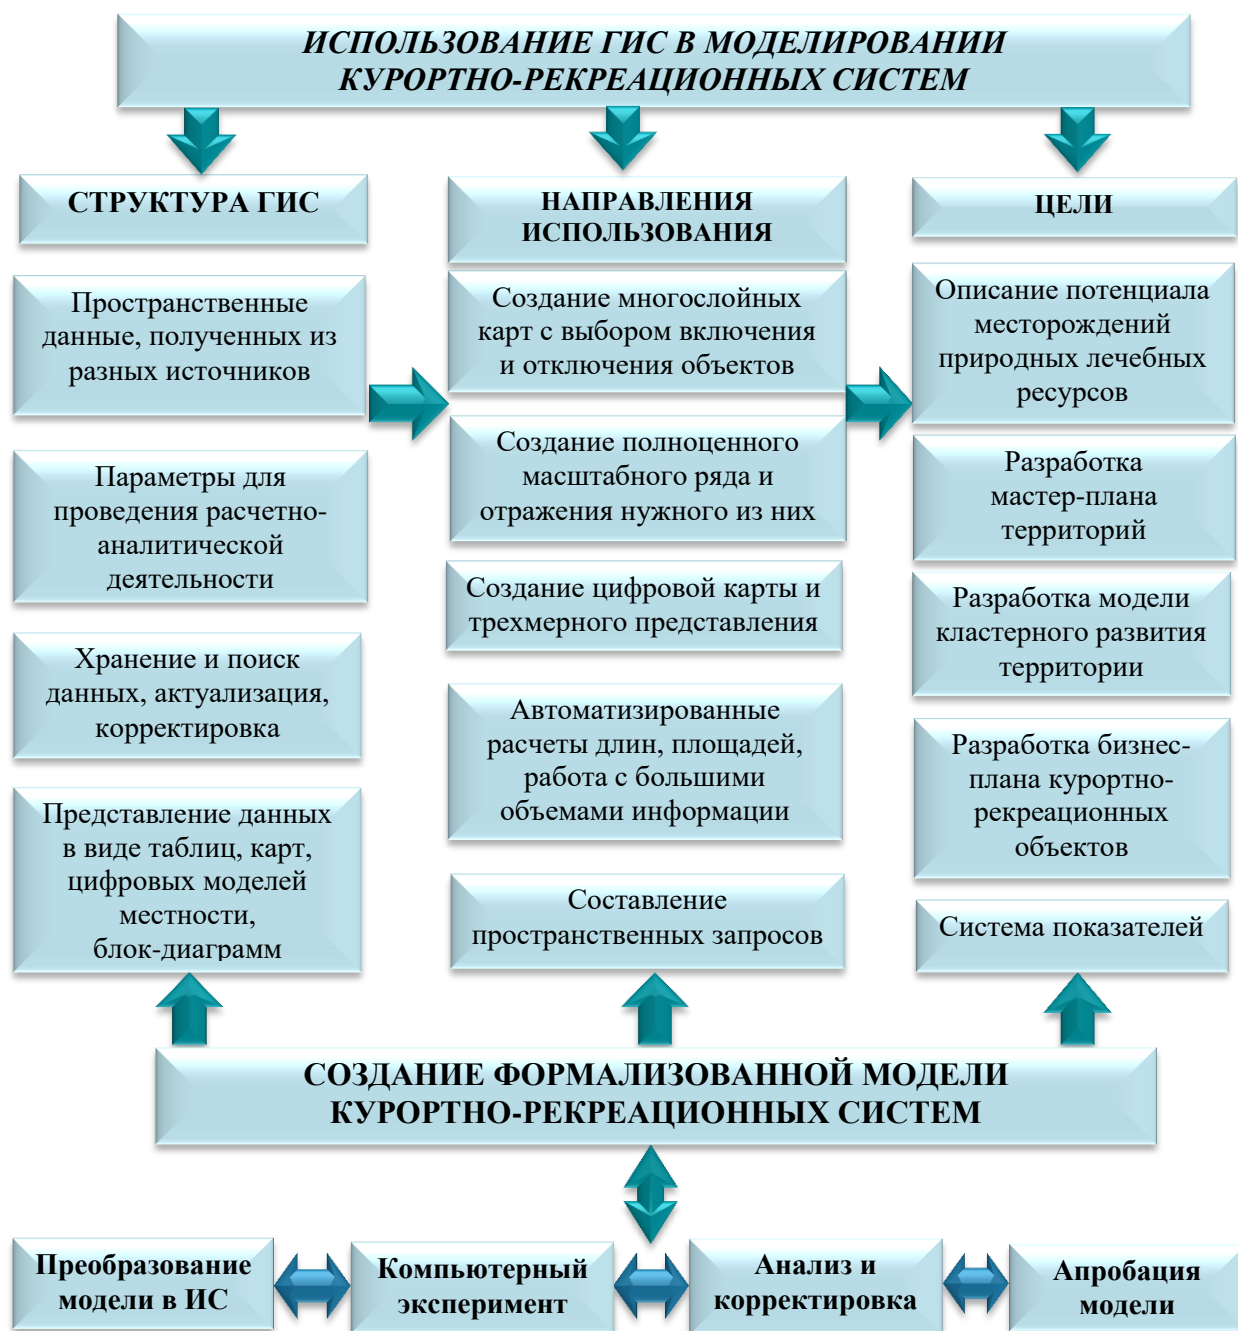 ИСПОЛЬЗОВАНИЕ ГИС В МОДЕЛИРОВАНИИ
КУРОРТНО-РЕКРЕАЦИОННЫХ СИСТЕМ
СТРУКТУРА ГИС
Пространственные
данные, полученных из
разных источников
Параметры для
проведения расчетно-
аналитической
деятельности
Хранение и поиск
данных, актуализация,
корректировка
Представление данных
в виде таблиц, карт,
цифровых моделей
местности,
блок-диаграмм
НАПРАВЛЕНИЯ
ИСПОЛЬЗОВАНИЯ
Создание многослойных
карт с выбором включения
и отключения объектов
Создание полноценного
масштабного ряда и
отражения нужного из них
Создание цифровой карты и
трехмерного представления
Автоматизированные
расчеты длин, площадей,
работа с большими
объемами информации
Составление
пространственных запросов
ЦЕЛИ
Описание потенциала
месторождений
природных лечебных
ресурсов
Разработка
мастер-плана
территорий
Разработка модели
кластерного развития
территории
Разработка бизнес-
плана курортно-
рекреационных
объектов
Система показателей
СОЗДАНИЕ ФОРМАЛИЗОВАННОЙ МОДЕЛИ
КУРОРТНО-РЕКРЕАЦИОННЫХ СИСТЕМ
Преобразование
модели в ИС
Компьютерный
эксперимент
Анализ и
корректировка
Апробация
модели